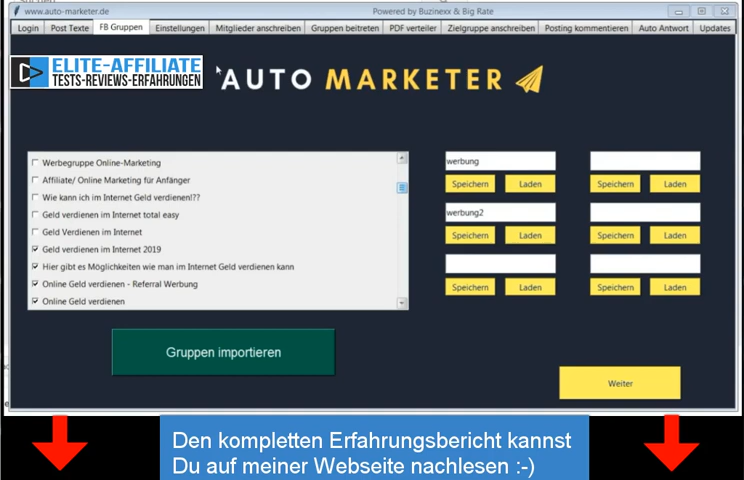 www.auto-marketer.de
Powered by Buzinexx & Big Rate
Login Post Texte FB Gruppen Einstellungen Mitglieder anschreiben Gruppen beitreten PDF verteiler Zielgruppe anschreiben Posting kommentieren Auto Antwort Updates
ELITE-AFFILIATE
TESTS-REVIEWS-ERFAHRUNGEN
AUTO MARKETER
Werbegruppe Online-Marketing
Affiliate/ Online Marketing für Anfänger
Wie kann ich im Internet Geld verdienen!??
Geld verdienen im Internet total easy
Geld Verdienen im Internet
Geld verdienen im Internet 2019
Hier gibt es Möglichkeiten wie man im Internet Geld verdienen kann
Online Geld verdienen - Referral Werbung
Online Geld verdienen
werbung
Speichern Laden Speichern Laden
werbung2
Speichern Laden Speichern Laden
Speichern Laden Speichern Laden
Gruppen importieren
Weiter
Den kompletten Erfahrungsbericht kannst
Du auf meiner Webseite nachlesen :-)